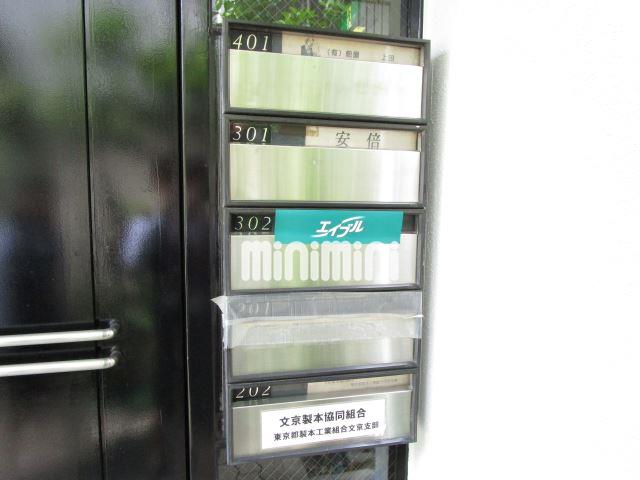 401
上田
301
安倍
302
エイブル
minimini
201
202
文京製本協同組合
東京都製本工業組合文京支部